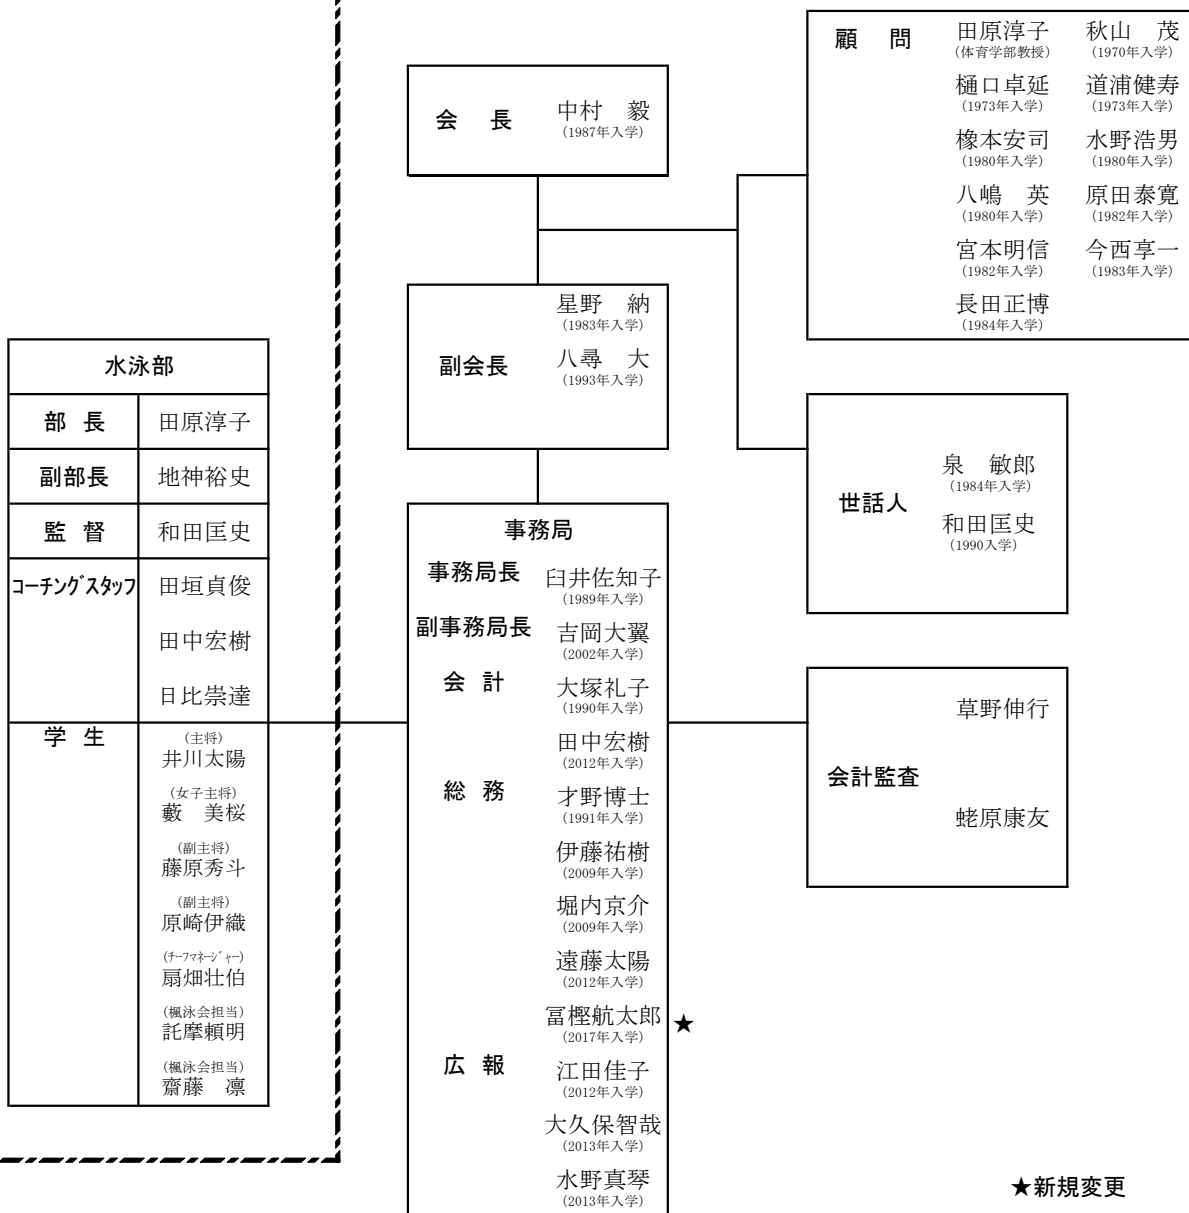 水泳部
部 長 田原淳子
副部長 地神裕史
監 督 和田匡史
コーチングスタッフ 田垣貞俊
田中宏樹
日比崇達
学 生 (主将)
井川太陽
(女子主将)
藪 美桜
(副主将)
藤原秀斗
(副主将)
原崎伊織
(チーフマネージャー)
扇畑壮伯
(楓泳会担当)
託摩頼明
(楓泳会担当)
齋藤 凛
会 長 中村 毅
(1987年入学)
副会長
星野 納
(1983年入学)
八尋 大
(1993年入学)
事務局
事務局長 臼井佐知子
(1989年入学)
副事務局長 吉岡大翼
(2002年入学)
会 計 大塚礼子
(1990年入学)
田中宏樹
(2012年入学)
総 務 才野博士
(1991年入学)
伊藤祐樹
(2009年入学)
堀内京介
(2009年入学)
遠藤太陽
(2012年入学)
冨樫航太郎 ★
(2017年入学)
広 報 江田佳子
(2012年入学)
大久保智哉
(2013年入学)
水野真琴
(2013年入学)
顧 問 田原淳子 秋山 茂
(体育学部教授) (1970年入学)
樋口卓延 道浦健寿
(1973年入学) (1973年入学)
橡本安司 水野浩男
(1980年入学) (1980年入学)
八嶋 英 原田泰寛
(1980年入学) (1982年入学)
宮本明信 今西享一
(1982年入学) (1983年入学)
長田正博
(1984年入学)
世話人
泉 敏郎
(1984年入学)
和田匡史
(1990入学)
会計監査
草野伸行
蛯原康友
★新規変更